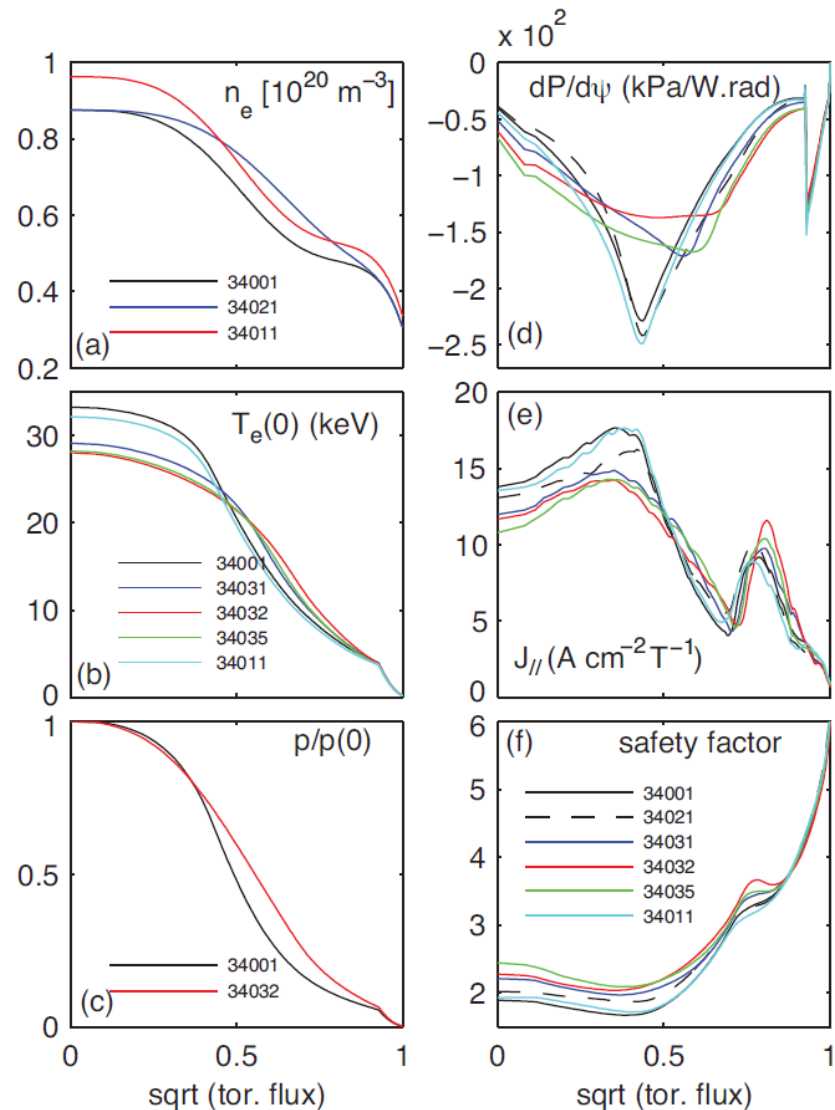 n_e [10^20 m^−3]
1
0.8
0.6
0.4
0.2
34001
34021
34011
(a)
T_e(0) (keV)
30
20
10
0
34001
34031
34032
34035
34011
(b)
p/p(0)
1
0.5
0
34001
34032
(c)
0 0.5 1
sqrt (tor. flux)
x 10^2
dP/dψ (kPa/W.rad)
0
−0.5
−1
−1.5
−2
−2.5
(d)
20
15
10
5
0
(e)
J_// (A cm^−2 T^−1)
6
5
4
3
2
(f)
safety factor
34001
34021
34031
34032
34035
34011
0 0.5 1
sqrt (tor. flux)